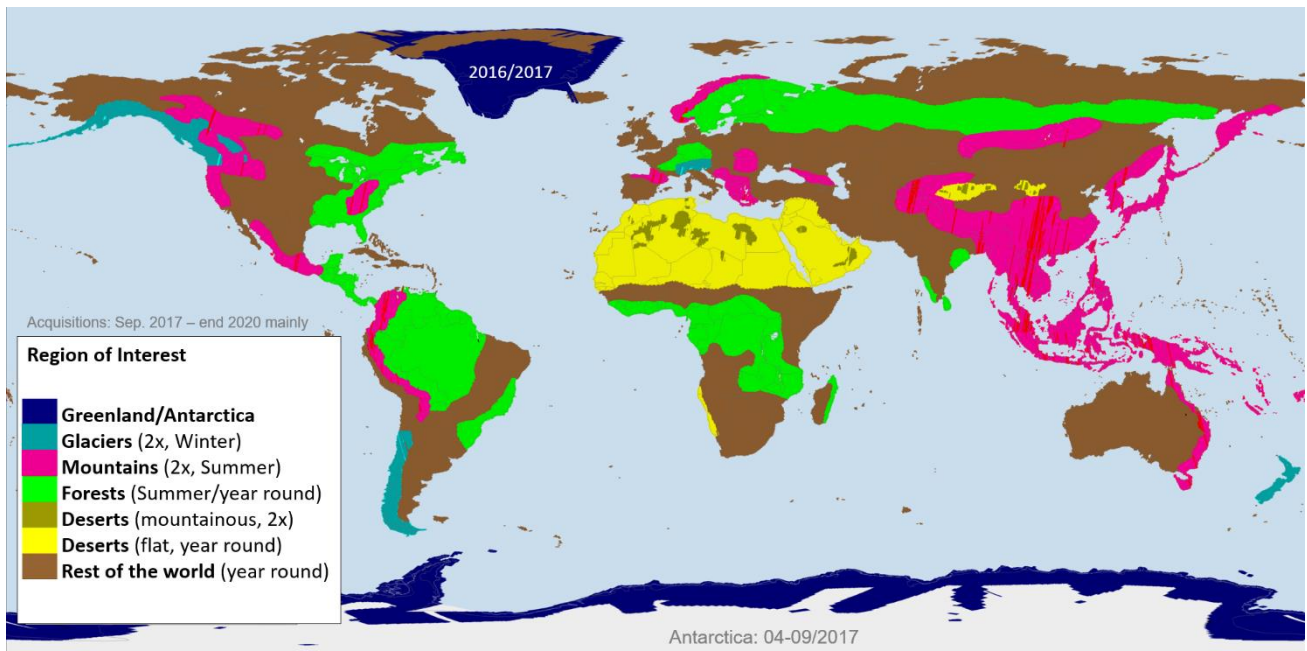 2016/2017
Acquisitions: Sep. 2017 – end 2020 mainly
Region of Interest
Greenland/Antarctica
Glaciers (2x, Winter)
Mountains (2x, Summer)
Forests (Summer/year round)
Deserts (mountainous, 2x)
Deserts (flat, year round)
Rest of the world (year round)
Antarctica: 04-09/2017